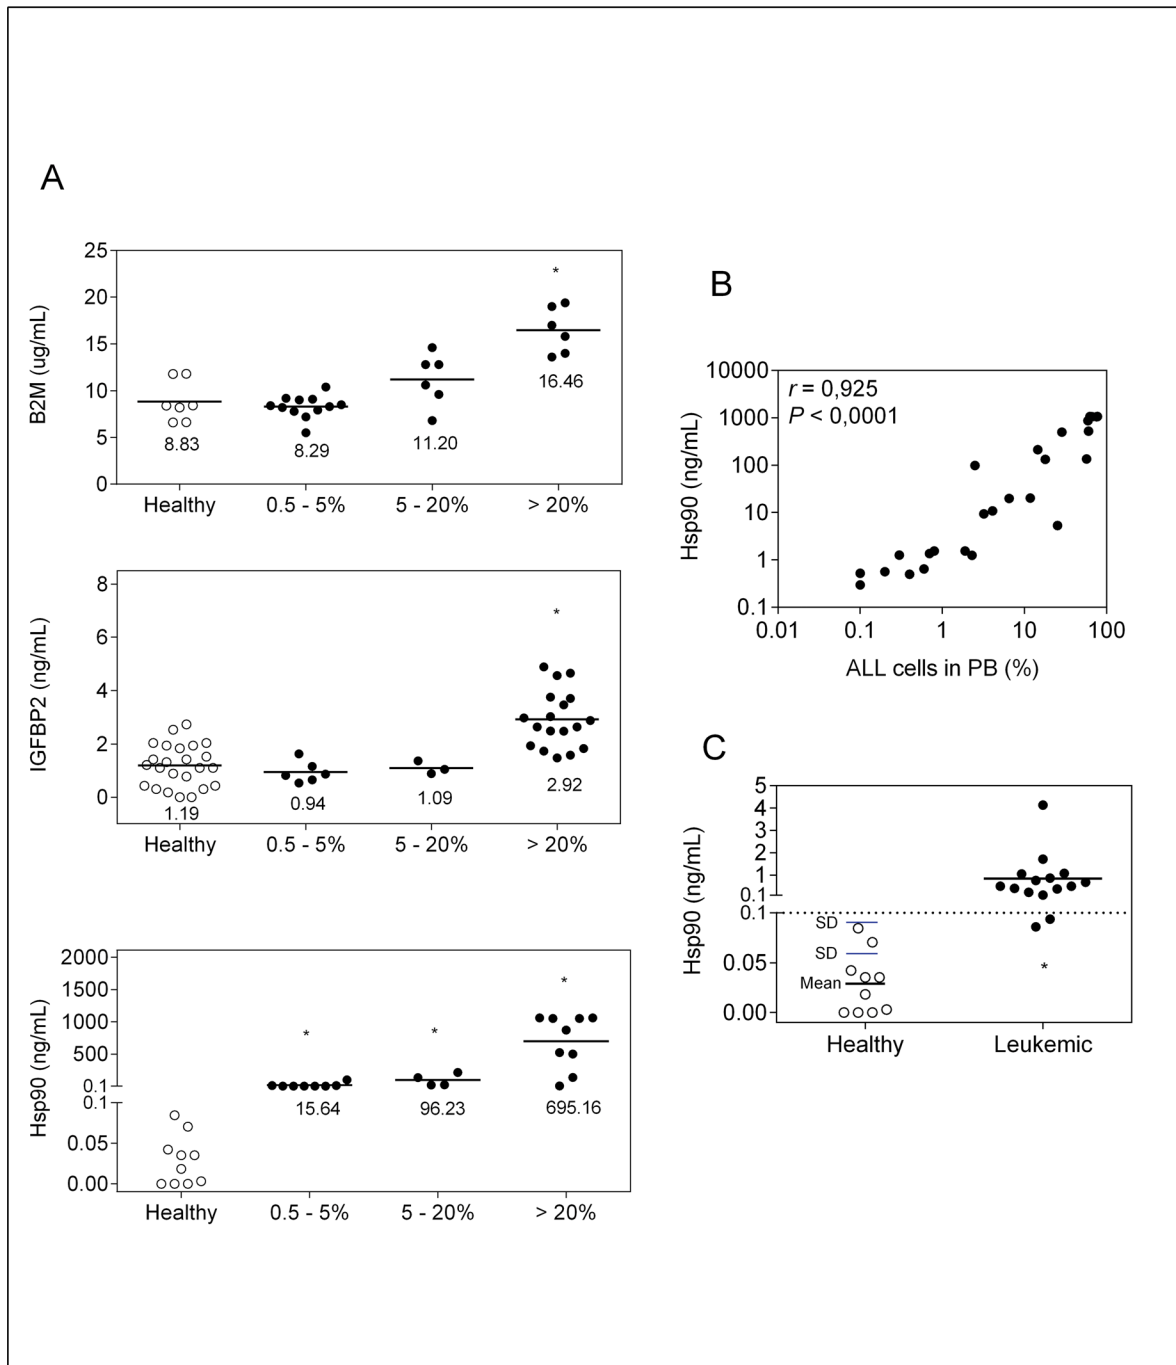 A
B2M (ug/mL)
25
20
15
10
5
0
*
8.83
8.29
11.20
16.46
Healthy
0.5 - 5%
5 - 20%
> 20%
IGFBP2 (ng/mL)
8
6
4
2
0
*
1.19
0.94
1.09
2.92
Healthy
0.5 - 5%
5 - 20%
> 20%
Hsp90 (ng/mL)
2000
1500
1000
500
0.1
0.1
0.05
0.00
*
*
*
15.64
96.23
695.16
Healthy
0.5 - 5%
5 - 20%
> 20%
B
Hsp90 (ng/mL)
10000
1000
100
10
1
0.1
r = 0,925
P < 0,0001
0.01
0.1
1
10
100
ALL cells in PB (%)
C
Hsp90 (ng/mL)
5
4
3
2
1
0.1
0.1
0.05
0.00
SD
SD
Mean
*
Healthy
Leukemic